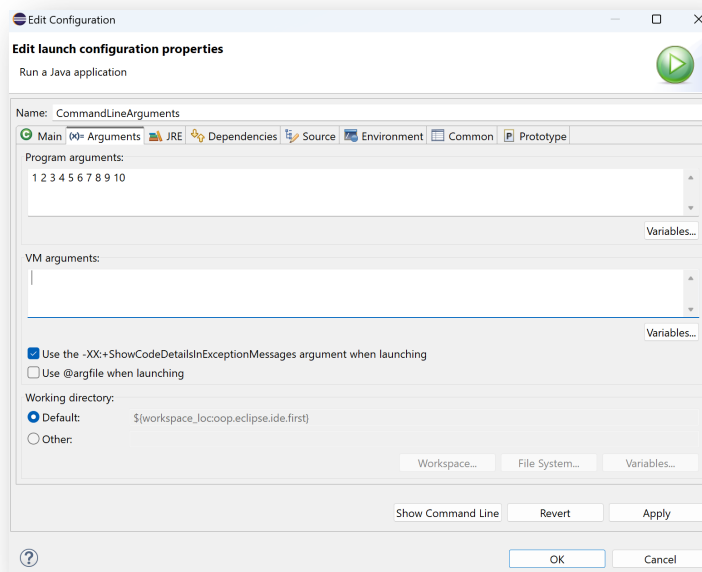 Edit Configuration
Edit launch configuration properties
Run a Java application
Name: CommandLineArguments
Main (x)= Arguments JRE Dependencies Source Environment Common Prototype
Program arguments:
1 2 3 4 5 6 7 8 9 10
Variables...
VM arguments:
Variables...
Use the -XX:+ShowCodeDetailsInExceptionMessages argument when launching
Use @argfile when launching
Working directory:
Default: ${workspace_loc:oop.eclipse.ide.first}
Other:
Workspace... File System... Variables...
Show Command Line Revert Apply
? OK Cancel